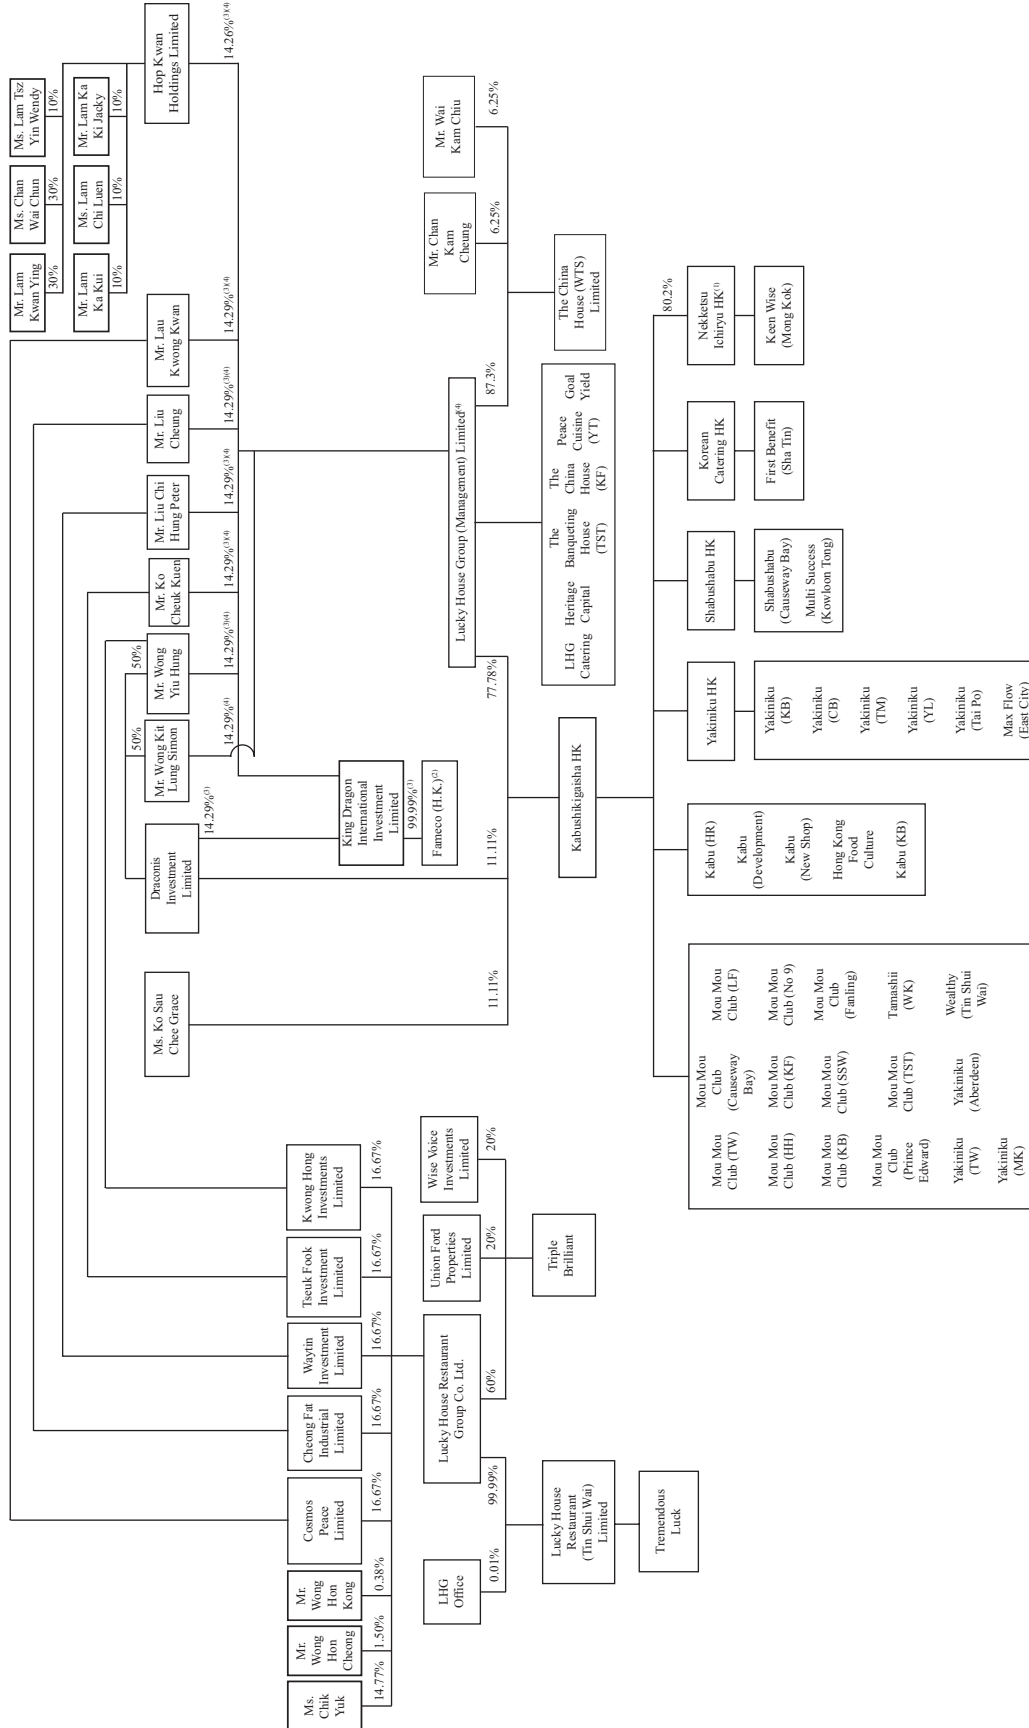 Ms.
Chik
Yuk
14.77%
Mr.
Wong
Hon
Cheong
1.50%
Mr.
Wong
Hon
Kong
0.38%
Cosmos
Peace
Limited
16.67%
Cheong Fat
Industrial
Limited
16.67%
Waytin
Investment
Limited
16.67%
Tseuk Fook
Investment
Limited
16.67%
Kwong Hong
Investments
Limited
16.67%
LHG
Office
0.01%
Lucky House Restaurant
Group Co. Ltd.
99.99%
60%
Union Ford
Properties
Limited
20%
Wise Voice
Investments
Limited
20%
Lucky House
Restaurant
(Tin Shui Wai)
Limited
Triple
Brilliant
Tremendous
Luck
Ms. Ko Sau
Chee Grace
11.11%
Draconis
Investment
Limited
14.29%(3)
11.11%
50%
50%
Mr. Wong Kit
Lung Simon
14.29%(4)
Mr. Wong
Yiu Hung
14.29%(3)(4)
Mr. Ko
Cheuk Kuen
14.29%(3)(4)
Mr. Liu Chi
Hung Peter
14.29%(3)(4)
Mr. Liu
Cheung
14.29%(3)(4)
Mr. Lau
Kwong Kwan
14.29%(3)(4)
Mr. Lam
Kwan Ying
30%
Ms. Chan
Wai Chun
30%
Ms. Lam Tsz
Yin Wendy
10%
Mr. Lam
Ka Kui
10%
Ms. Lam
Chi Luen
10%
Mr. Lam Ka
Ki Jacky
10%
Hop Kwan
Holdings Limited
14.26%(3)(4)
King Dragon
International
Investment
Limited
99.99%(3)
Fameco (H.K.)(2)
Lucky House Group (Management) Limited(4)
77.78%
87.3%
Mr. Chan
Kam
Cheung
6.25%
Mr. Wai
Kam Chiu
6.25%
Kabushikigaisha HK
LHG
Catering
Heritage
Capital
The
Banqueting
House
(TST)
The
China
House
(KF)
Peace
Cuisine
(YT)
Goal
Yield
The China
House (WTS)
Limited
Mou Mou
Club (TW)
Mou Mou
Club
(Causeway
Bay)
Mou Mou
Club (LF)
Mou Mou
Club (HH)
Mou Mou
Club (KF)
Mou Mou
Club (No 9)
Mou Mou
Club (KB)
Mou Mou
Club (SSW)
Mou Mou
Club
(Fanling)
Mou Mou
Club
(Prince
Edward)
Mou Mou
Club (TST)
Tamashii
(WK)
Yakiniku
(TW)
Yakiniku
(Aberdeen)
Wealthy
(Tin Shui
Wai)
Yakiniku
(MK)
Kabu (HR)
Kabu
(Development)
Kabu
(New Shop)
Hong Kong
Food
Culture
Kabu (KB)
Yakiniku HK
Yakiniku
(KB)
Yakiniku
(CB)
Yakiniku
(TM)
Yakiniku
(YL)
Yakiniku
(Tai Po)
Max Flow
(East City)
Shabushabu HK
Shabushabu
(Causeway Bay)
Multi Success
(Kowloon Tong)
Korean
Catering HK
First Benefit
(Sha Tin)
80.2%
Nekketsu
Ichiryu HK(1)
Keen Wise
(Mong Kok)